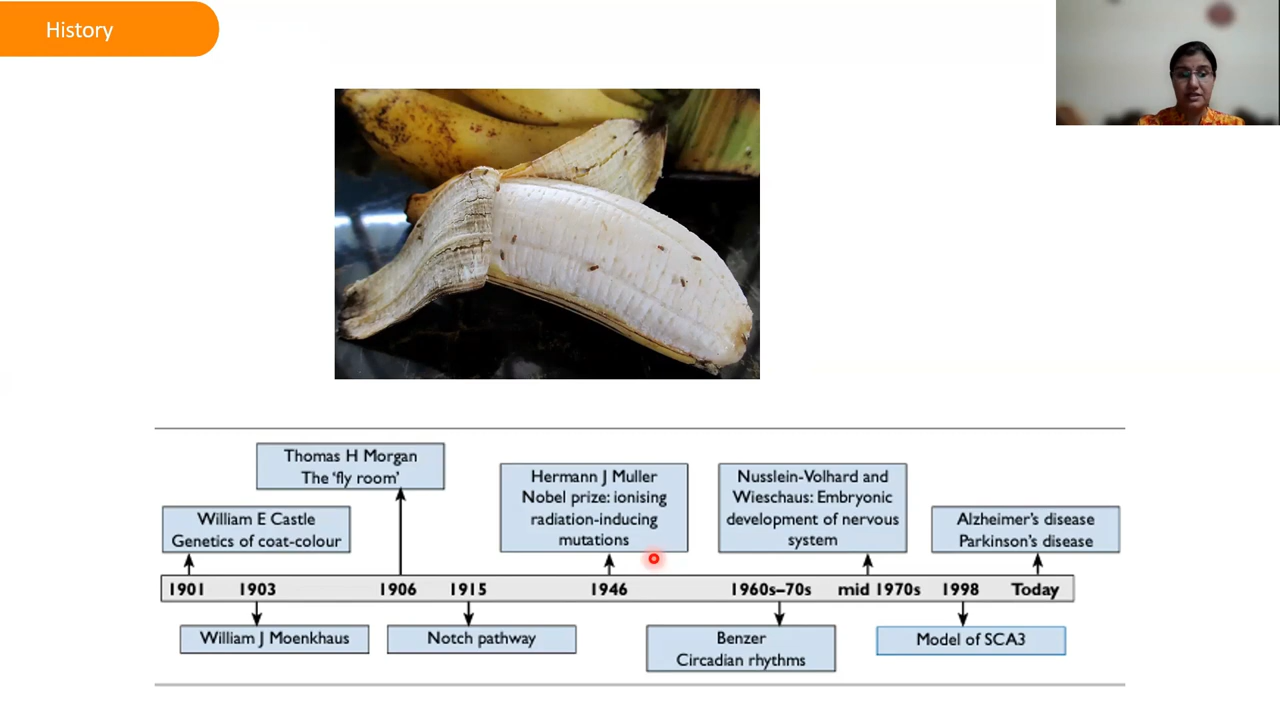 History
Thomas H Morgan
The ‘fly room’
Hermann J Muller
Nobel prize: ionising
radiation-inducing
mutations
Nusslein-Volhard and
Wieschaus: Embryonic
development of nervous
system
William E Castle
Genetics of coat-colour
Alzheimer’s disease
Parkinson’s disease
1901 1903 1906 1915 1946 1960s–70s mid 1970s 1998 Today
William J Moenkhaus
Notch pathway
Benzer
Circadian rhythms
Model of SCA3